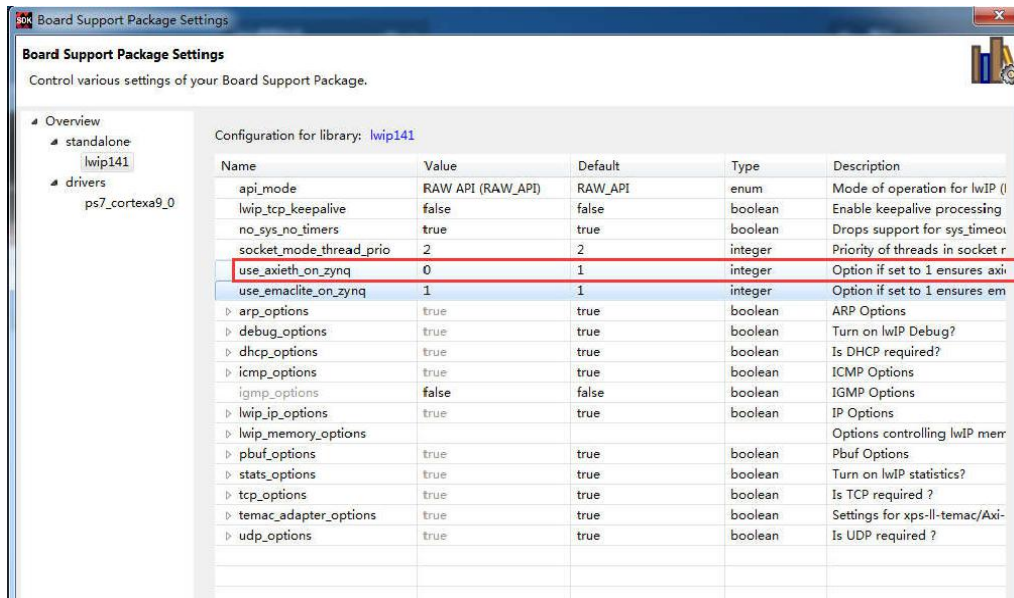 SDK Board Support Package Settings
Board Support Package Settings
Control various settings of your Board Support Package.
Overview
standalone
lwip141
drivers
ps7_cortexa9_0
Configuration for library: lwip141
Name Value Default Type Description
api_mode RAW API (RAW_API) RAW_API enum Mode of operation for lwIP (
lwip_tcp_keepalive false false boolean Enable keepalive processing
no_sys_no_timers true true boolean Drops support for
socket_mode_thread_prio 2 2 integer Priority of threads in socket
use_axieth_on_zynq 0 1 integer Option if set to 1 ensures
use_emaclite_on_zynq 1 1 integer Option if set to 1 ensures
arp_options true true boolean ARP Options
debug_options true true boolean Turn on lwIP Debug?
dhcp_options true true boolean Is DHCP required?
icmp_options true true boolean ICMP Options
igmp_options false false boolean IGMP Options
lwip_ip_options true true boolean IP Options
lwip_memory_options Options controlling lwIP mem
pbuf_options true true boolean Pbuf Options
stats_options true true boolean Turn on lwIP statistics?
tcp_options true true boolean Is TCP required ?
temac_adapter_options true true boolean Settings for xps-ll-temac/Axi-
udp_options true true boolean Is UDP required ?